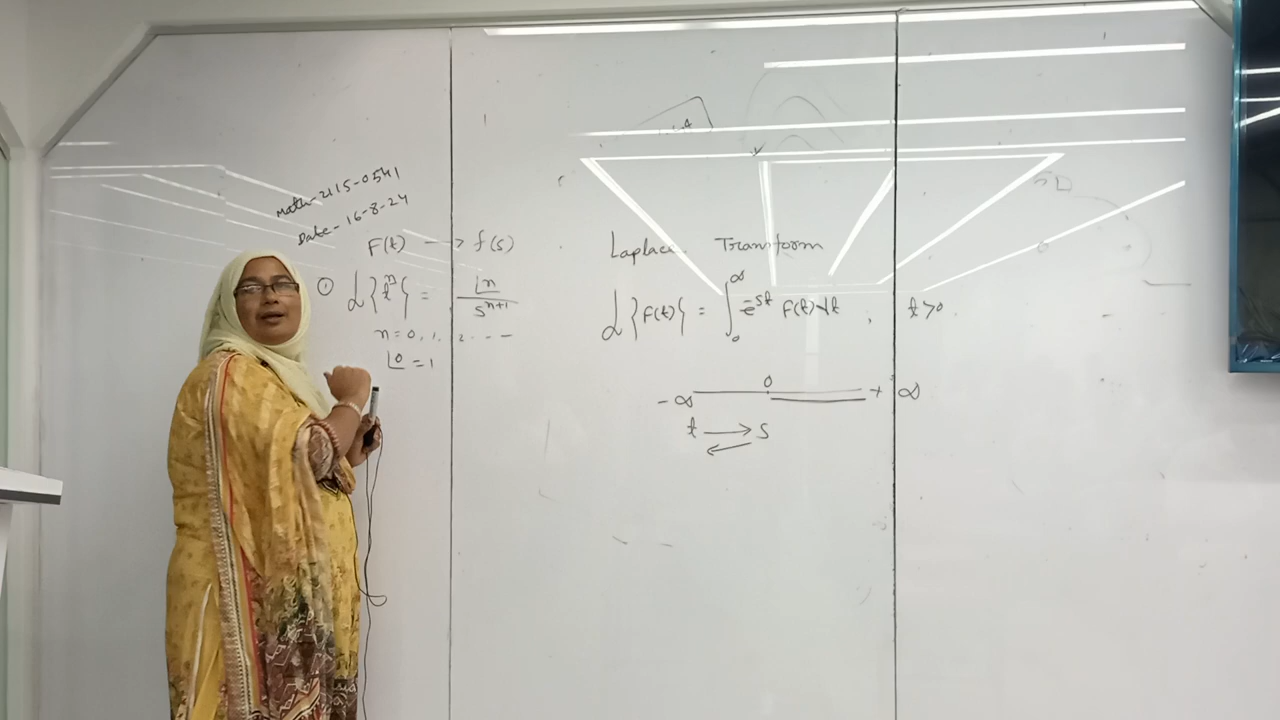 Math-2115-0541
Date-16-8-24
F(t) → f(s)
① ℒ{tⁿ} = ∟n / sⁿ⁺¹
n = 0, 1, 2 . . - -
∟0 = 1
Laplace Transform
ℒ{F(t)} = ∫₀^∞ e^-st F(t) dt , t > 0.
0
-∞ + ∞
t → s
←